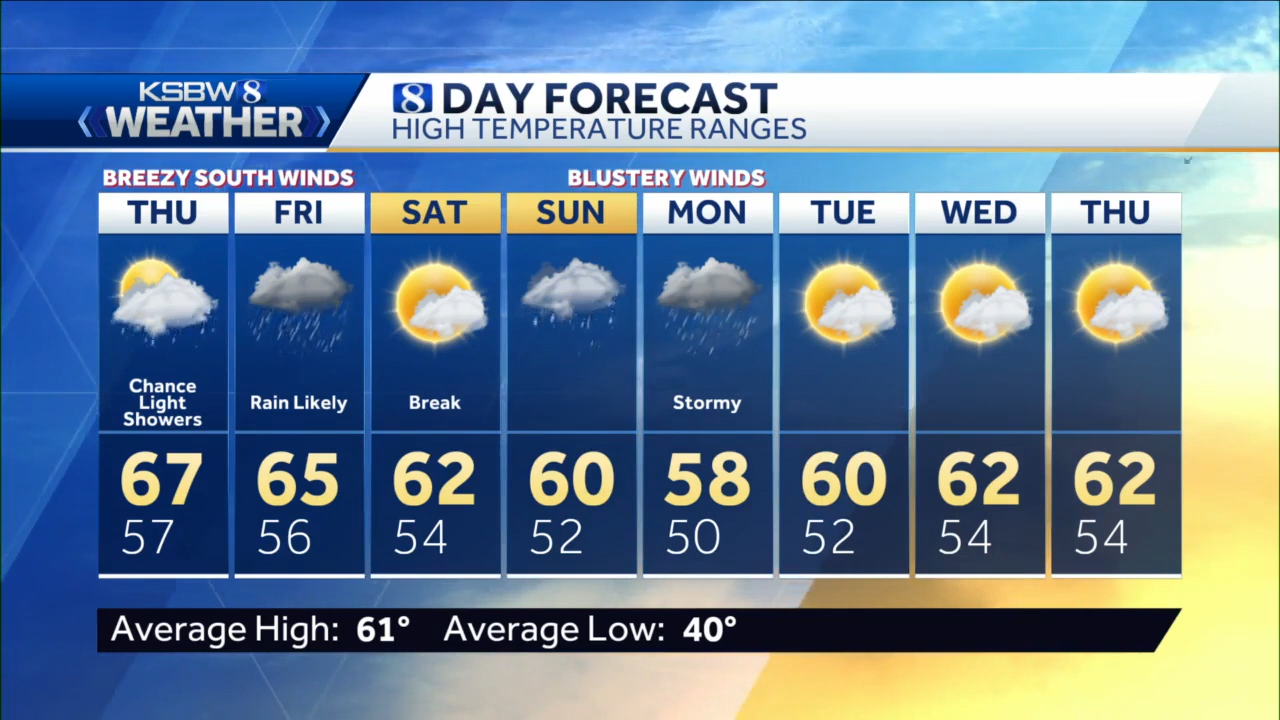 KSBW 8
WEATHER
8 DAY FORECAST
HIGH TEMPERATURE RANGES
BREEZY SOUTH WINDS
BLUSTERY WINDS
THU FRI SAT SUN MON TUE WED THU
Chance
Light
Showers
Rain Likely
Break
Stormy
67 65 62 60 58 60 62 62
57 56 54 52 50 52 54 54
Average High: 61° Average Low: 40°